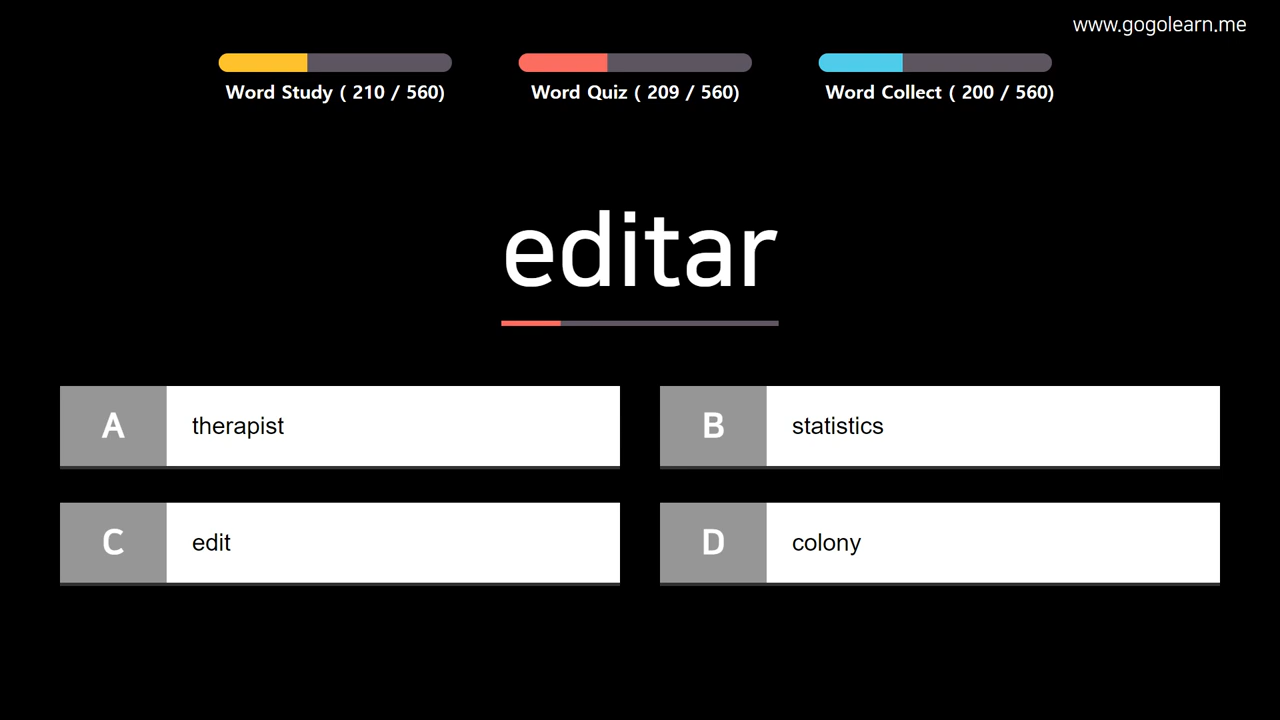 www.gogolearn.me
Word Study ( 210 / 560)
Word Quiz ( 209 / 560)
Word Collect ( 200 / 560)
editar
A therapist
B statistics
C edit
D colony